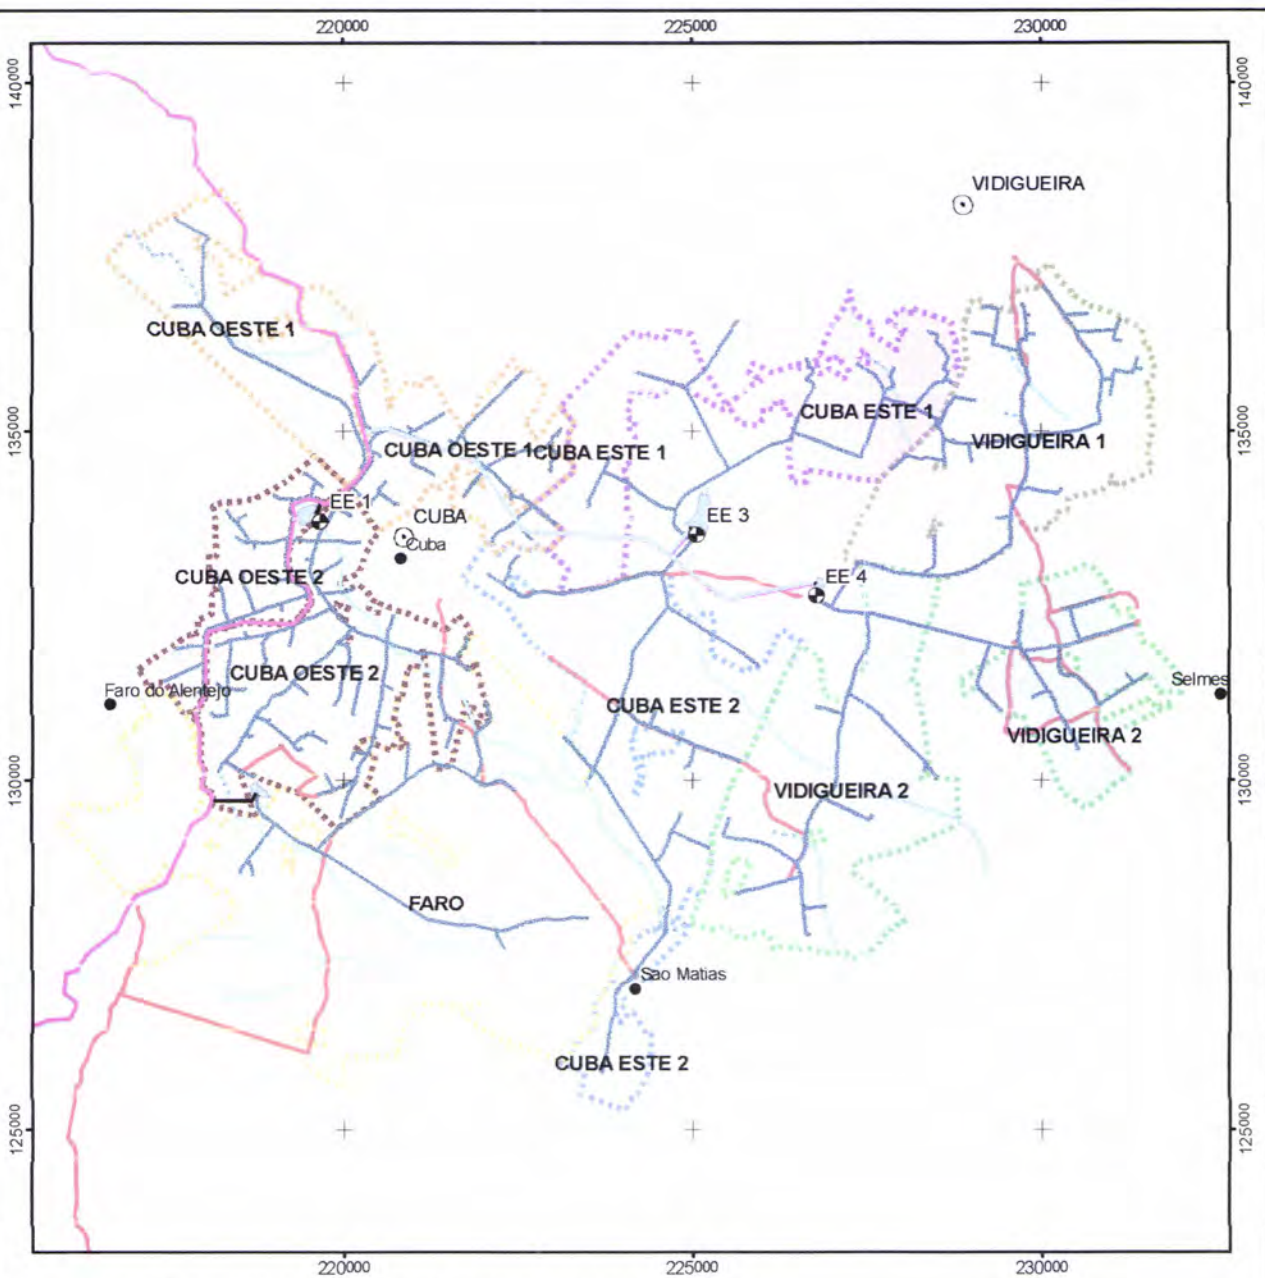 220000
225000
230000
140000
140000
VIDIGUEIRA
CUBA OESTE 1
CUBA ESTE 1
135000
135000
CUBA OESTE 1
CUBA ESTE 1
VIDIGUEIRA 1
EE 1
CUBA
Cuba
EE 3
CUBA OESTE 2
EE 4
CUBA OESTE 2
Faro do Alentejo
Selmes
CUBA ESTE 2
VIDIGUEIRA 2
130000
130000
VIDIGUEIRA 2
FARO
Sao Matias
CUBA ESTE 2
125000
125000
220000
225000
230000